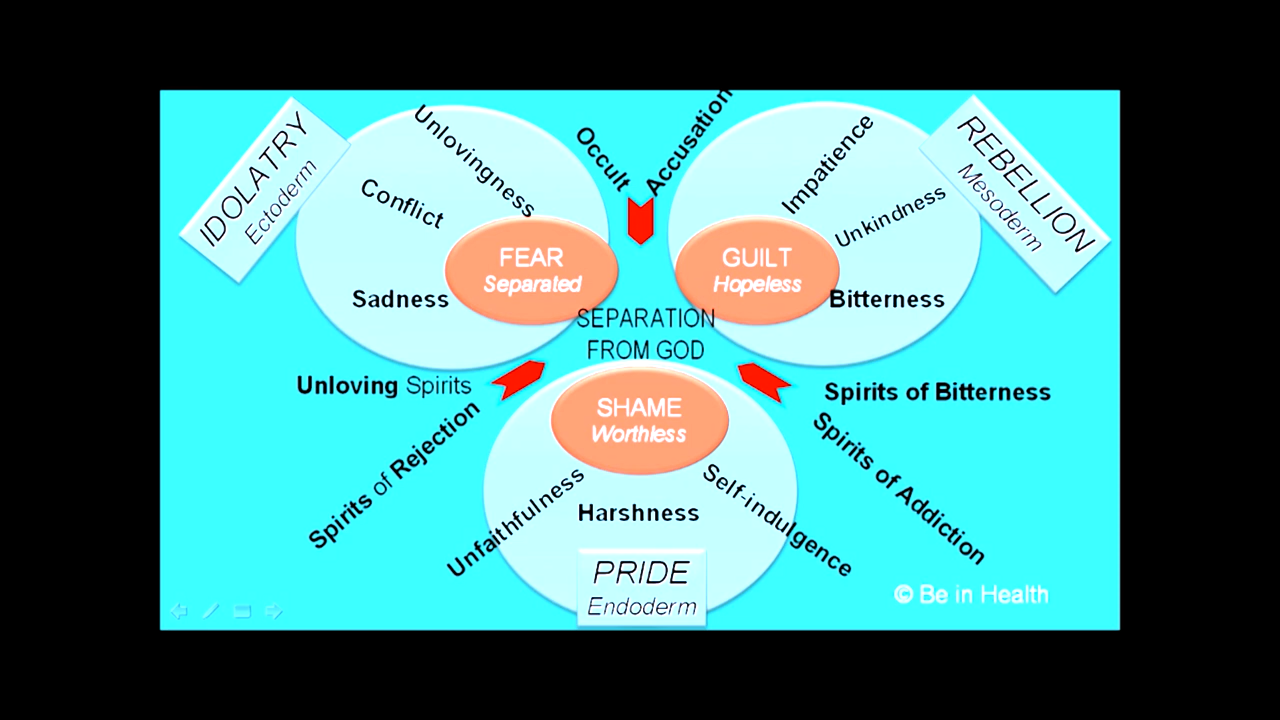 IDOLATRY
Ectoderm
Unlovingness
Conflict
Sadness
FEAR
Separated
Occult
Accusation
Impatience
Unkindness
Bitterness
GUILT
Hopeless
REBELLION
Mesoderm
SEPARATION
FROM GOD
Unloving Spirits
Spirits of Rejection
Spirits of Bitterness
Spirits of Addiction
SHAME
Worthless
Unfaithfulness
Harshness
Self-indulgence
PRIDE
Endoderm
© Be in Health